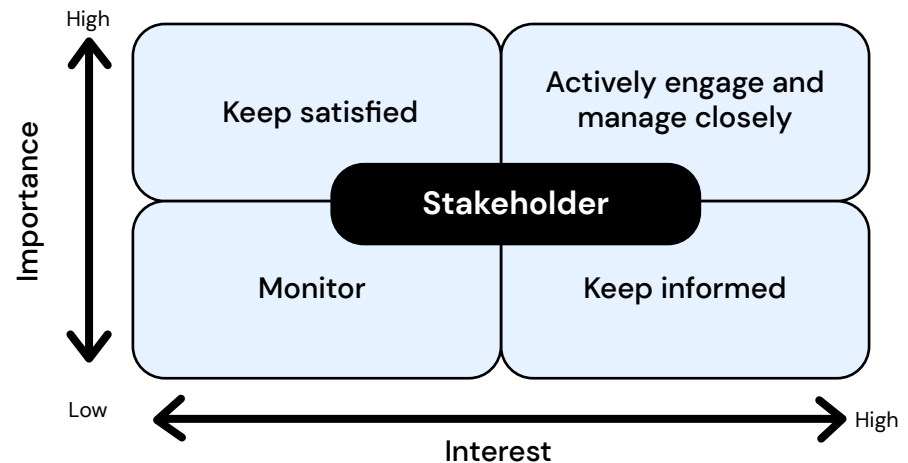 High
Keep satisfied
Actively engage and
manage closely
Importance
Stakeholder
Monitor
Keep informed
Low
High
Interest